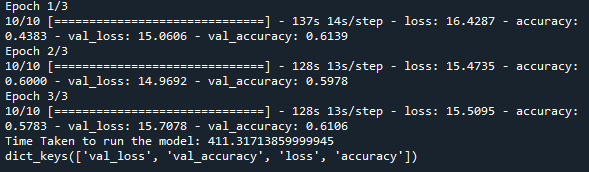 Epoch 1/3
10/10 [==============================] - 137s 14s/step - loss: 16.4287 - accuracy:
0.4383 - val_loss: 15.0606 - val_accuracy: 0.6139
Epoch 2/3
10/10 [==============================] - 128s 13s/step - loss: 15.4735 - accuracy:
0.6000 - val_loss: 14.9692 - val_accuracy: 0.5978
Epoch 3/3
10/10 [==============================] - 128s 13s/step - loss: 15.5095 - accuracy:
0.5783 - val_loss: 15.7078 - val_accuracy: 0.6106
Time Taken to run the model: 411.31713859999945
dict_keys(['val_loss', 'val_accuracy', 'loss', 'accuracy'])